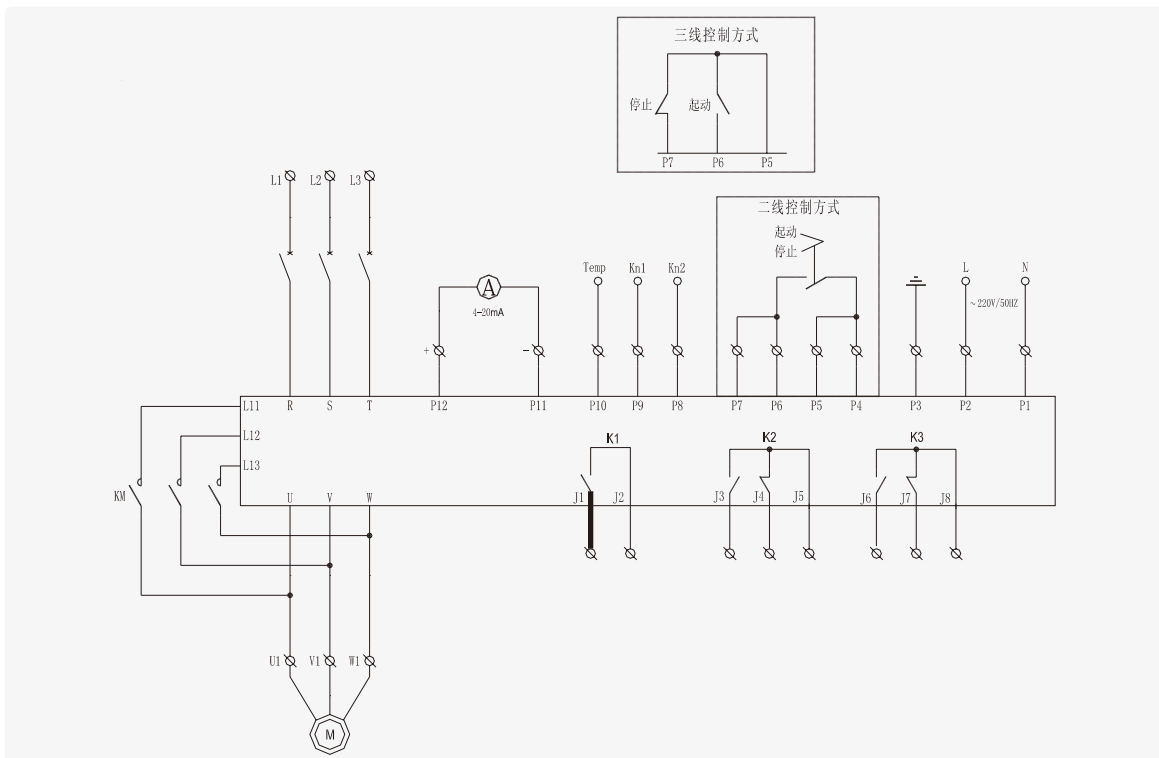 三线控制方式
停止 起动
P7 P6 P5
L1 L2 L3
二线控制方式
起动
停止
Temp Kn1 Kn2 L N
~220V/50HZ
A
4-20mA
+ -
L11 R S T P12 P11 P10 P9 P8 P7 P6 P5 P4 P3 P2 P1
L12 K1 K2 K3
L13
KM U V W J1 J2 J3 J4 J5 J6 J7 J8
U1 V1 W1
M